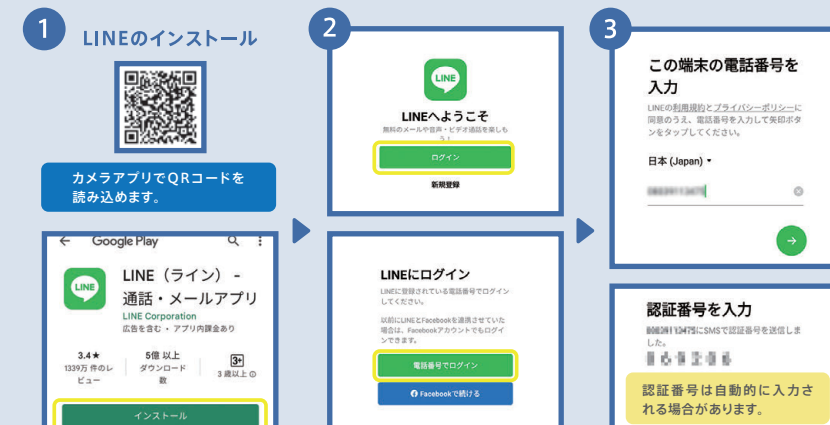 1
LINEのインストール
カメラアプリでQRコードを
読み込めます。
Google Play
LINE
LINE（ライン） -
通話・メールアプリ
LINE Corporation
広告を含む・アプリ内課金あり
3.4★
1339万 件のレ
ビュー
5億 以上
ダウンロード
数
3+
3 歳以上
インストール
2
LINE
LINEへようこそ
無料のメールや音声・ビデオ通話を楽しも
う！
ログイン
新規登録
LINEにログイン
LINEに登録されている電話番号でログイン
してください。
以前にLINEとFacebookを連携させていた
場合は、Facebookアカウントでもログイ
ンできます。
電話番号でログイン
Facebookで続ける
3
この端末の電話番号を
入力
LINEの利用規約とプライバシーポリシーに
同意のうえ、電話番号を入力して矢印ボタ
ンをタップしてください。
日本 (Japan)
認証番号を入力
にSMSで認証番号を送信しま
した。
認証番号は自動的に入力さ
れる場合があります。